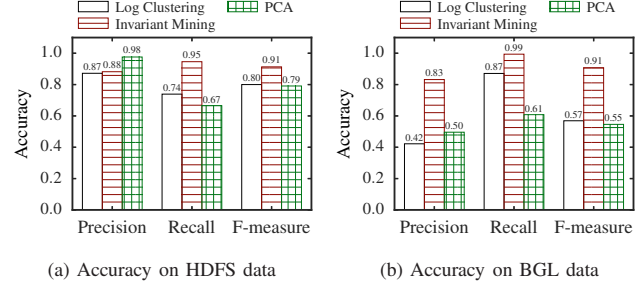 Log Clustering PCA
Invariant Mining
Accuracy
1.0
0.8
0.6
0.4
0.2
0.0
0.87 0.88 0.98
0.74 0.95 0.67
0.80 0.91 0.79
Precision Recall F-measure
(a) Accuracy on HDFS data
Log Clustering PCA
Invariant Mining
Accuracy
1.0
0.8
0.6
0.4
0.2
0.0
0.42 0.83 0.50
0.87 0.99 0.61
0.57 0.91 0.55
Precision Recall F-measure
(b) Accuracy on BGL data